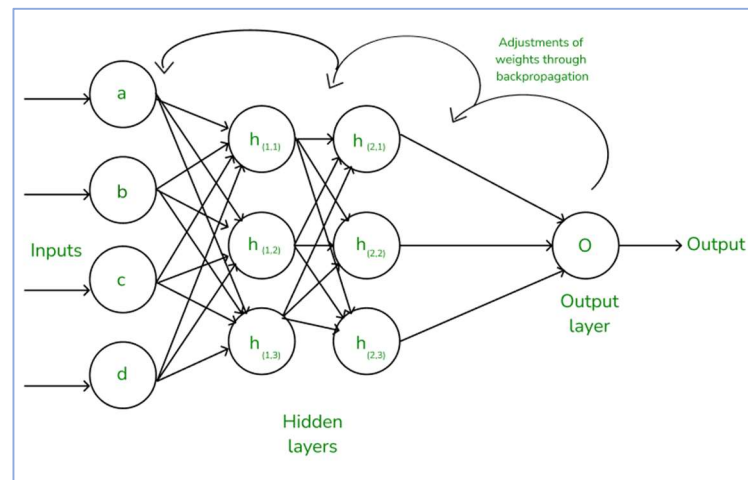 Adjustments of
weights through
backpropagation
a
b
Inputs
c
d
h (1,1)
h (1,2)
h (1,3)
h (2,1)
h (2,2)
h (2,3)
Hidden
layers
O
Output
layer
Output